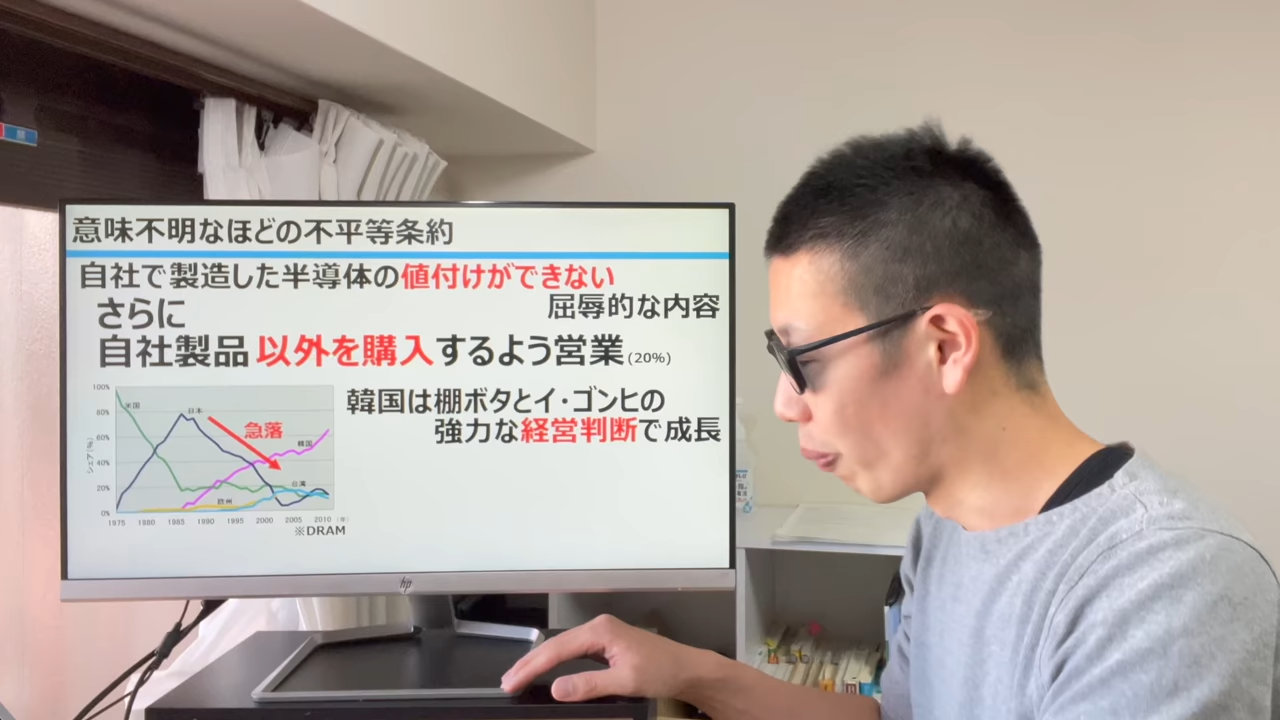 意味不明なほどの不平等条約
自社で製造した半導体の値付けができない
屈辱的な内容
さらに
自社製品以外を購入するよう営業(20%)
韓国は棚ボタとイ・ゴンヒの
強力な経営判断で成長
100%
80%
60%
40%
20%
0%
シェア(%)
米国
日本
急落
韓国
台湾
欧州
1975 1980 1985 1990 1995 2000 2005 2010 (年)
※DRAM
hp